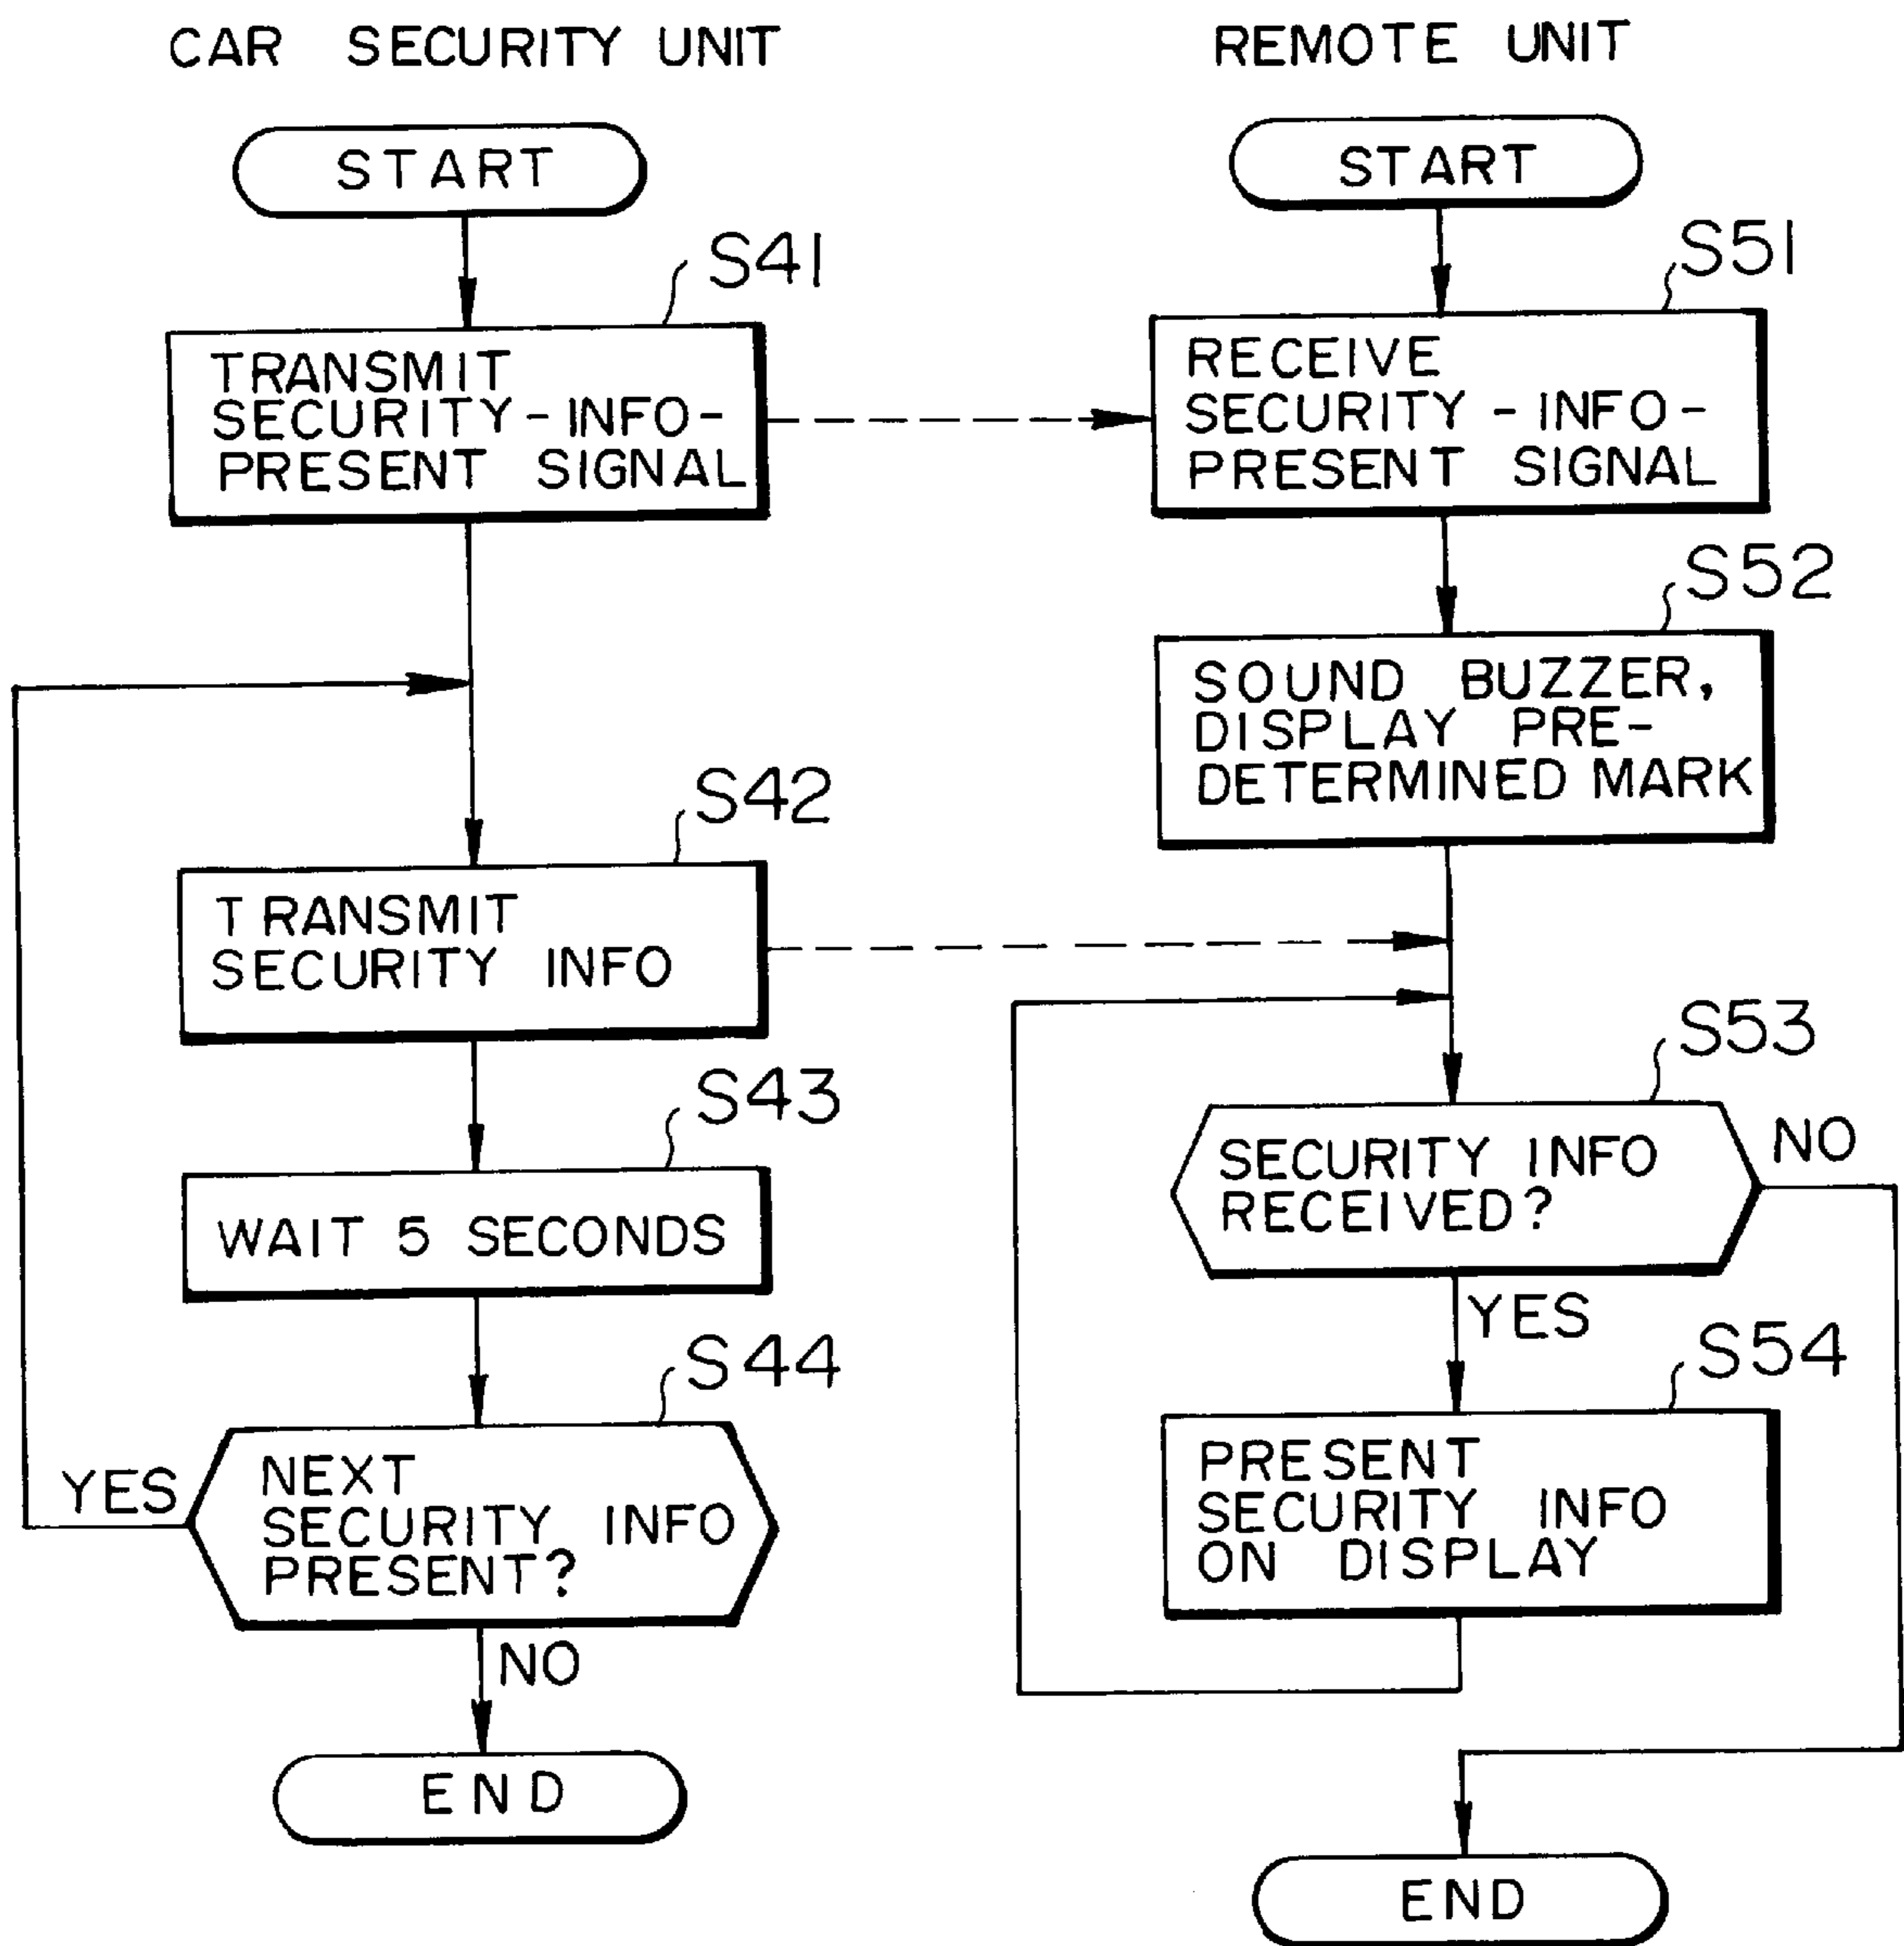 CAR SECURITY UNIT
START
S41
TRANSMIT
SECURITY-INFO-
PRESENT SIGNAL
S42
TRANSMIT
SECURITY INFO
S43
WAIT 5 SECONDS
S44
NEXT
SECURITY INFO
PRESENT?
YES
NO
END
REMOTE UNIT
START
S51
RECEIVE
SECURITY-INFO-
PRESENT SIGNAL
S52
SOUND BUZZER,
DISPLAY PRE-
DETERMINED MARK
S53
SECURITY INFO
RECEIVED?
NO
YES
S54
PRESENT
SECURITY INFO
ON DISPLAY
END